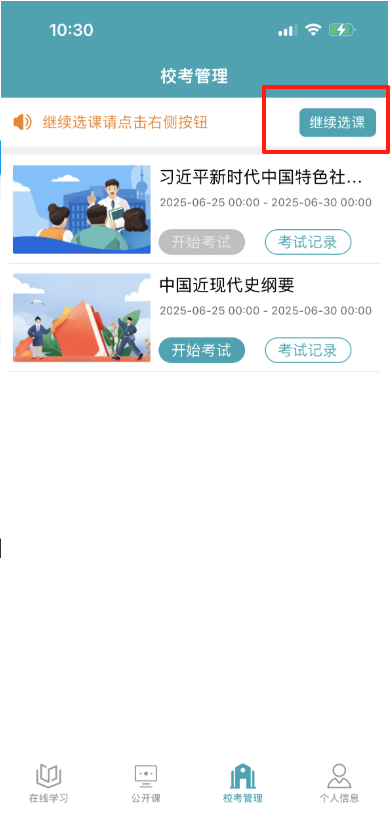 10:30
校考管理
继续选课请点击右侧按钮
继续选课
习近平新时代中国特色社...
2025-06-25 00:00 - 2025-06-30 00:00
开始考试
考试记录
中国近现代史纲要
2025-06-25 00:00 - 2025-06-30 00:00
开始考试
考试记录
在线学习
公开课
校考管理
个人信息